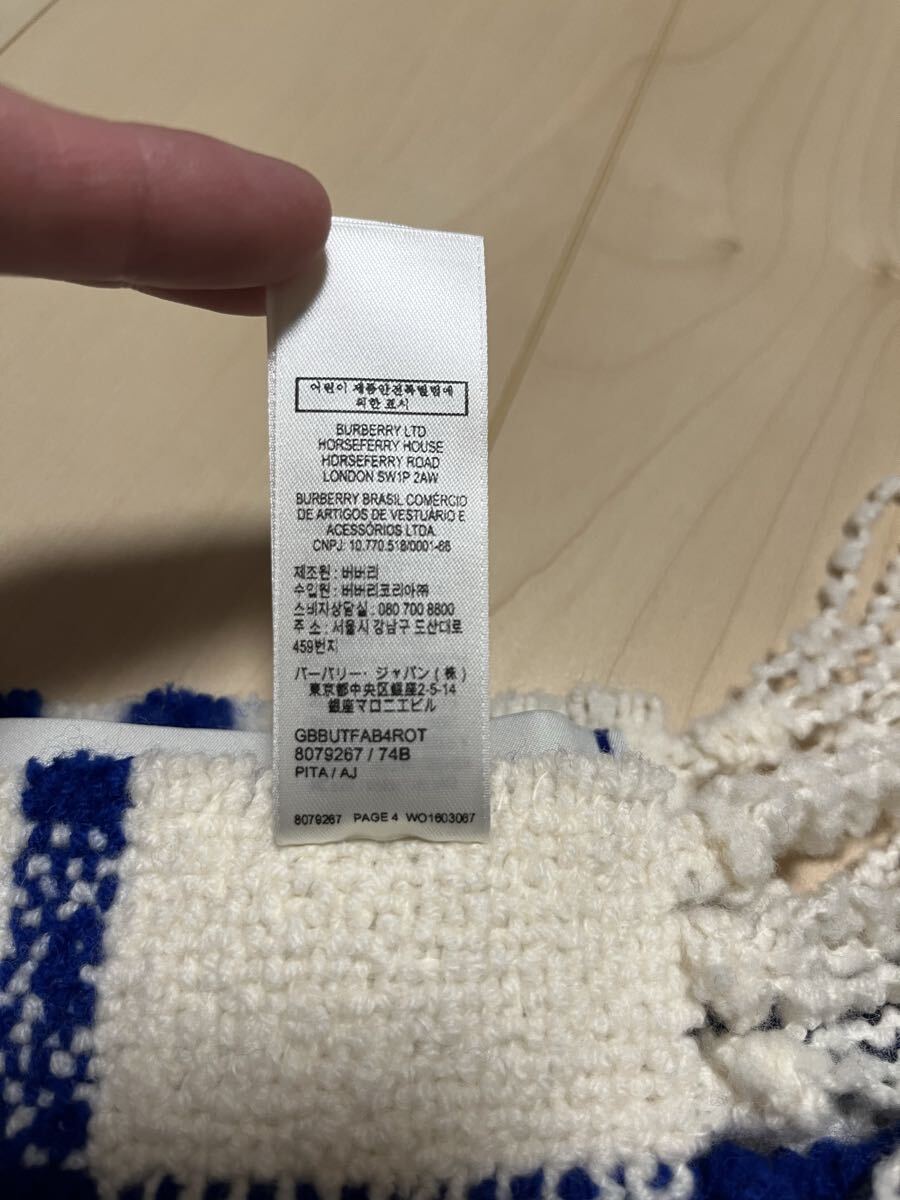 어린이 제품안전특별법에
의한 표시
BURBERRY LTD
HORSEFERRY HOUSE
HORSEFERRY ROAD
LONDON SW1P 2AW
BURBERRY BRASIL COMÉRCIO
DE ARTIGOS DE VESTUÁRIO E
ACESSÓRIOS LTDA
CNPJ: 10.770.518/0001-66
제조원 : 버버리
수입원 : 버버리코리아㈜
소비자상담실 : 080 700 8800
주 소 : 서울시 강남구 도산대로
459번지
バーバリー・ジャパン(株)
東京都中央区銀座2-5-14
銀座マロニエビル
GBBUTFAB4ROT
8079267 / 74B
PITA / AJ
8079267 PAGE 4 WO1603067